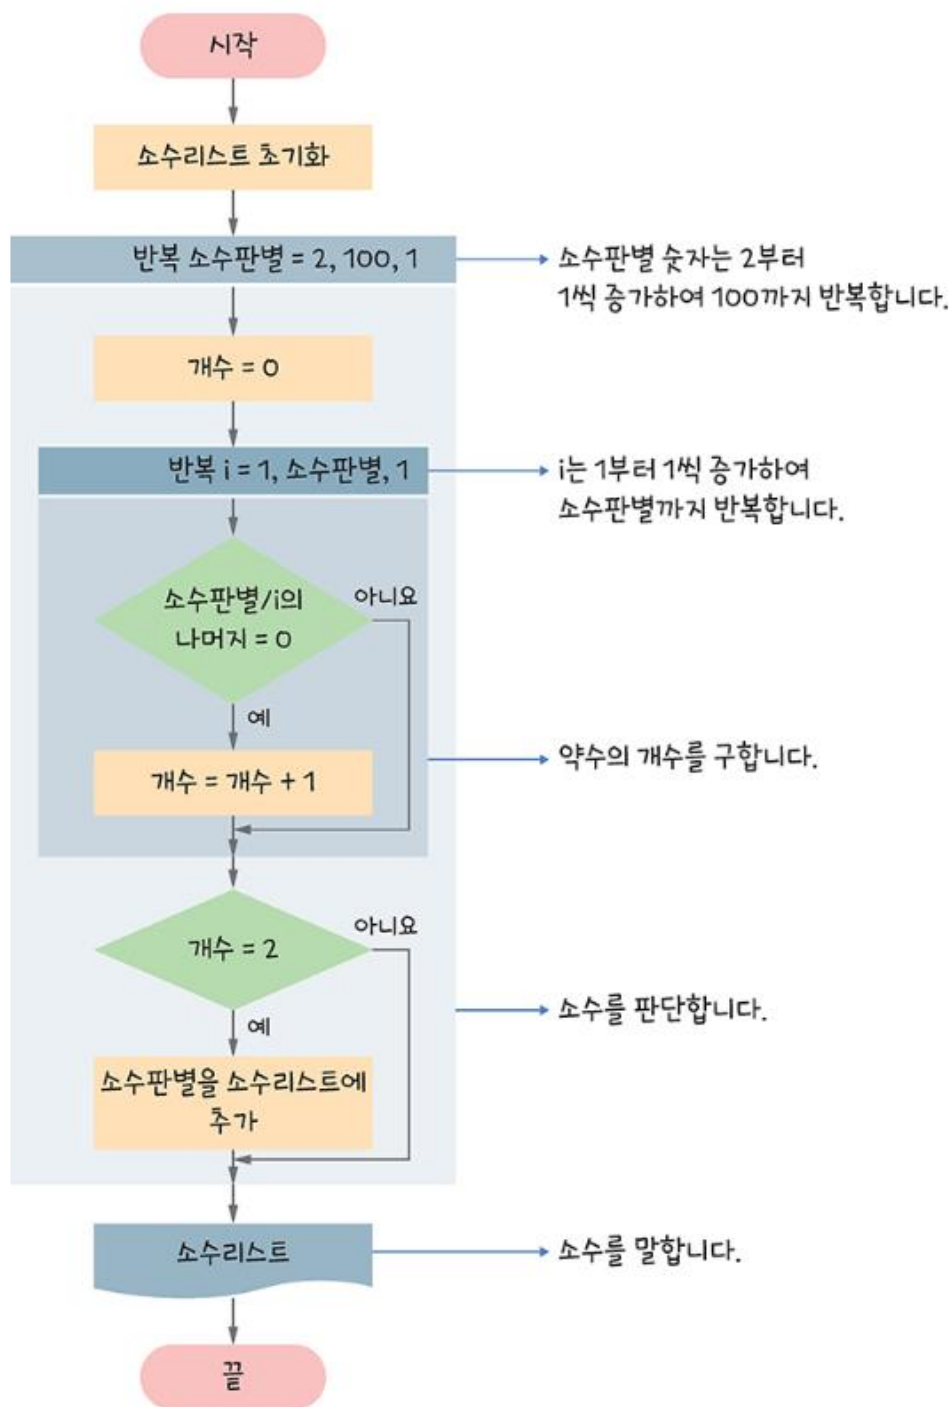 시작
소수리스트 초기화
반복 소수판별 = 2, 100, 1
소수판별 숫자는 2부터
1씩 증가하여 100까지 반복합니다.
개수 = 0
반복 i = 1, 소수판별, 1
i는 1부터 1씩 증가하여
소수판별까지 반복합니다.
소수판별/i의
나머지 = 0
아니요
예
개수 = 개수 + 1
약수의 개수를 구합니다.
개수 = 2
아니요
예
소수를 판단합니다.
소수판별을 소수리스트에
추가
소수리스트
소수를 말합니다.
끝